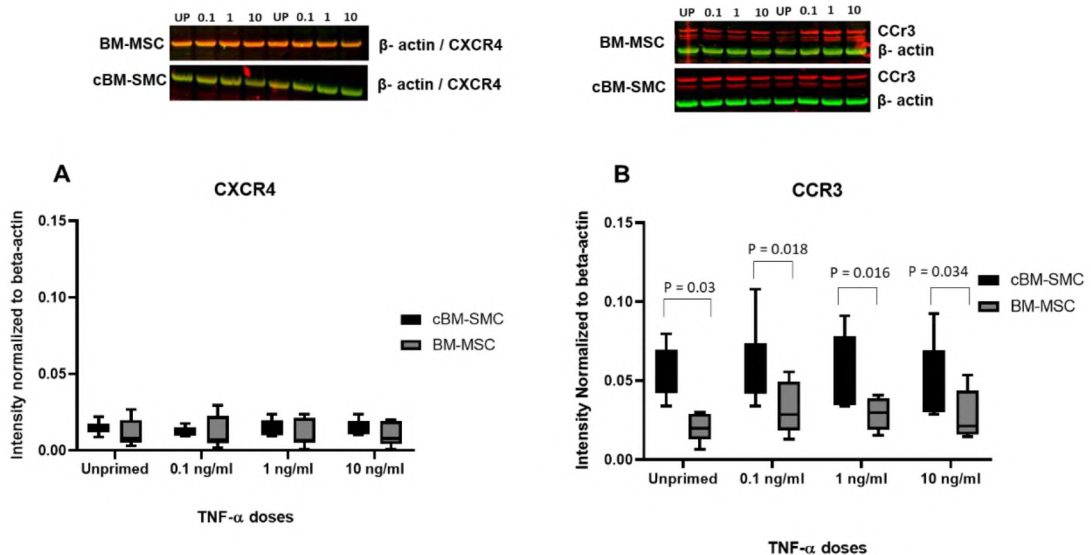 UP 0.1 1 10 UP 0.1 1 10
BM-MSC
β- actin / CXCR4
cBM-SMC
β- actin / CXCR4
UP 0.1 1 10 UP 0.1 1 10
BM-MSC
CCr3
β- actin
cBM-SMC
CCr3
β- actin
A
CXCR4
Intensity normalized to beta-actin
0.15
0.10
0.05
0.00
cBM-SMC
BM-MSC
Unprimed 0.1 ng/ml 1 ng/ml 10 ng/ml
TNF-α doses
B
CCR3
Intensity Normalized to beta-actin
0.15
0.10
0.05
0.00
P = 0.03
P = 0.018
P = 0.016
P = 0.034
cBM-SMC
BM-MSC
Unprimed 0.1 ng/ml 1 ng/ml 10 ng/ml
TNF-α doses